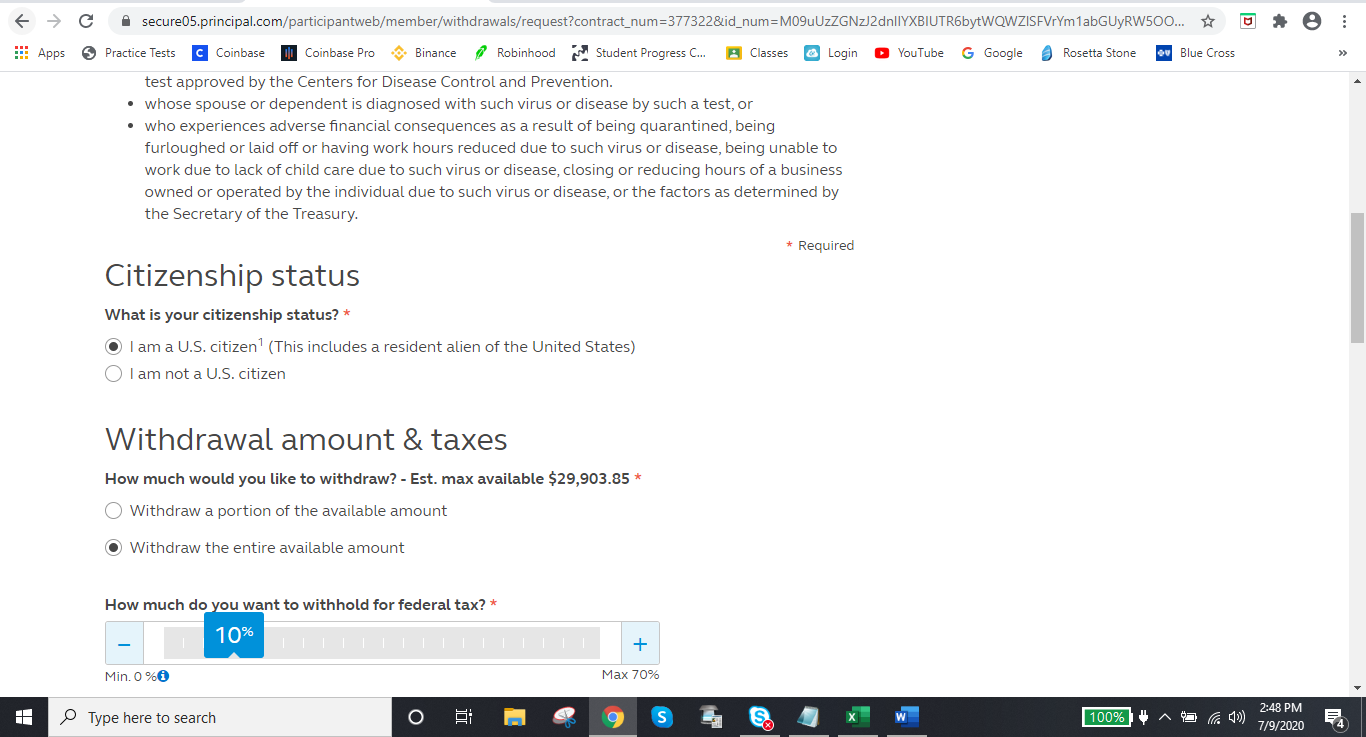 secure05.principal.com/participantweb/member/withdrawals/request?contract_num=377322&id_num=
Apps Practice Tests Coinbase Coinbase Pro Binance Robinhood Student Progress C... Classes Login YouTube Google Rosetta Stone Blue Cross »
test approved by the Centers for Disease Control and Prevention.
• whose spouse or dependent is diagnosed with such virus or disease by such a test, or
• who experiences adverse financial consequences as a result of being quarantined, being
furloughed or laid off or having work hours reduced due to such virus or disease, being unable to
work due to lack of child care due to such virus or disease, closing or reducing hours of a business
owned or operated by the individual due to such virus or disease, or the factors as determined by
the Secretary of the Treasury.
* Required
Citizenship status
What is your citizenship status? *
I am a U.S. citizen¹ (This includes a resident alien of the United States)
I am not a U.S. citizen
Withdrawal amount & taxes
How much would you like to withdraw? - Est. max available $29,903.85 *
Withdraw a portion of the available amount
Withdraw the entire available amount
How much do you want to withhold for federal tax? *
− 10% +
Min. 0 % Max 70%
Type here to search
100%
2:48 PM
7/9/2020
4